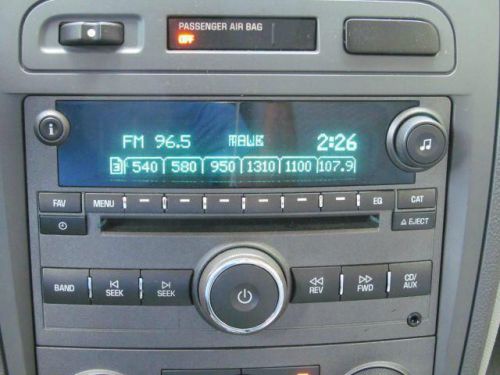 PASSENGER AIR BAG
OFF
FM 96.5 2:26
3 540 580 950 1310 1100 107.9
FAV MENU EQ CAT
EJECT
BAND SEEK SEEK REV FWD CD/AUX